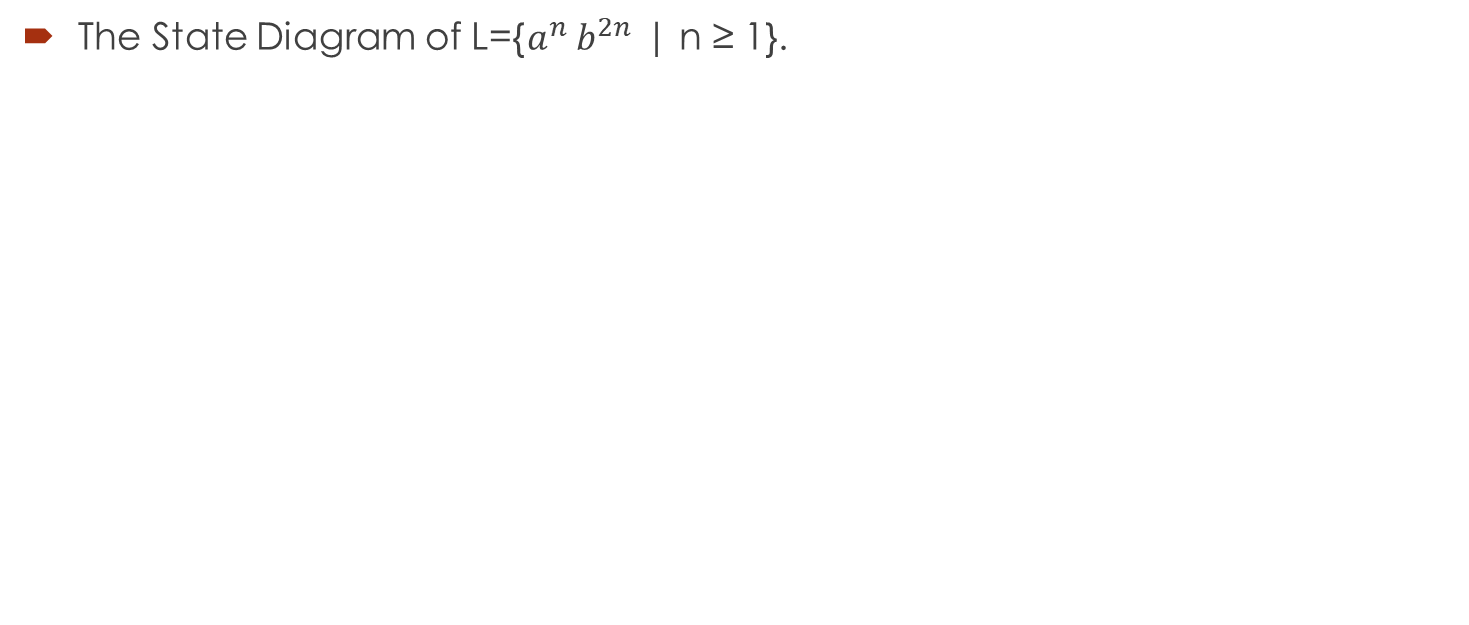 The State Diagram of L={aⁿ b²ⁿ | n ≥ 1}.